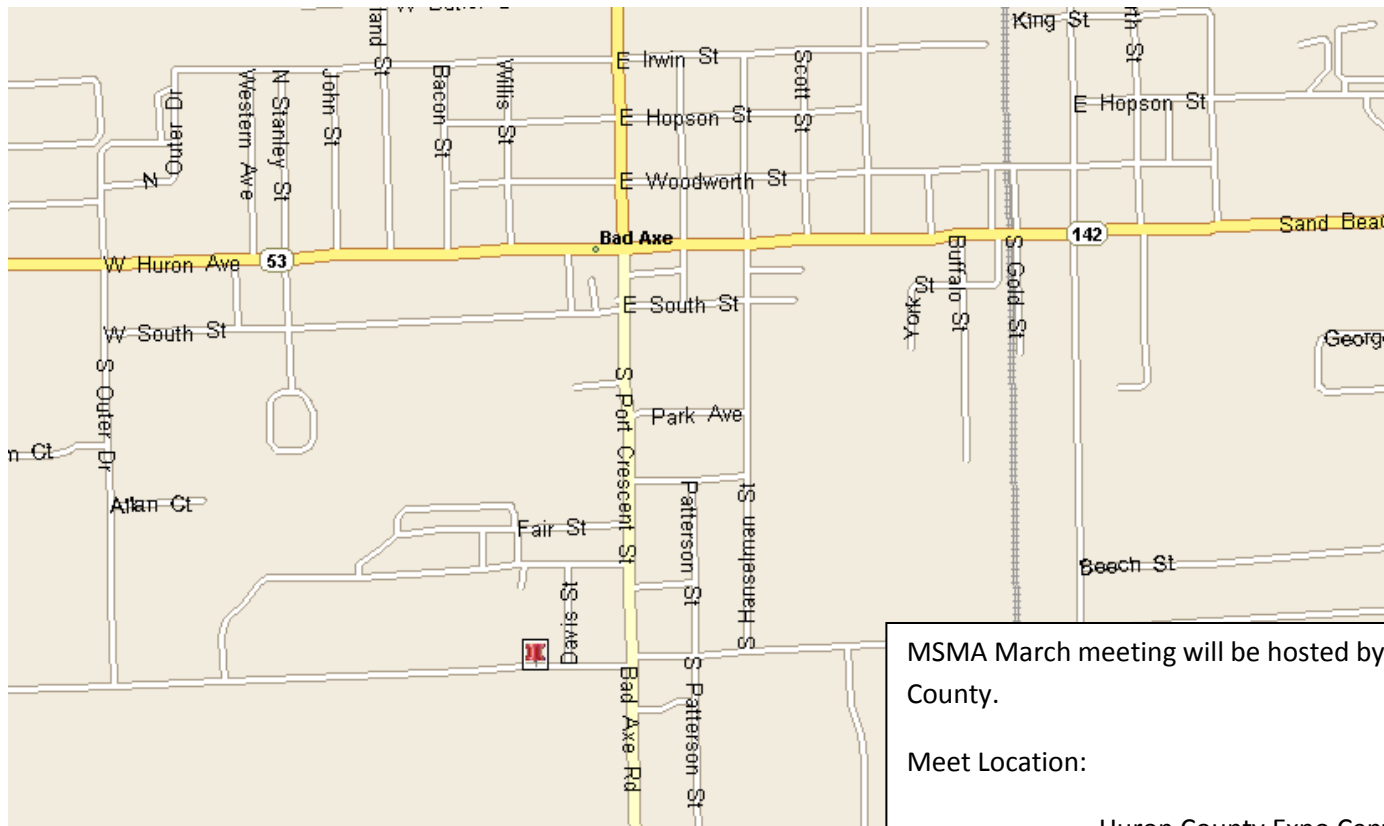 King St
E Irwin St
Scott St
Outer Dr
N
Western Ave
N Stanley St
John St
Bacon St
Willis St
E Hopson St
E Hopson St
E Woodworth St
Bad Axe
142
Sand Beac
W Huron Ave
53
W South St
E South St
York St
Buffalo St
S Gold St
Georg
S Outer Dr
S Port Crescent St
Park Ave
Allan Ct
Fair St
Patterson St
S Hanselman St
Beech St
Davis St
Bad Axe Rd
S Patterson St
MSMA March meeting will be hosted by
County.
Meet Location: